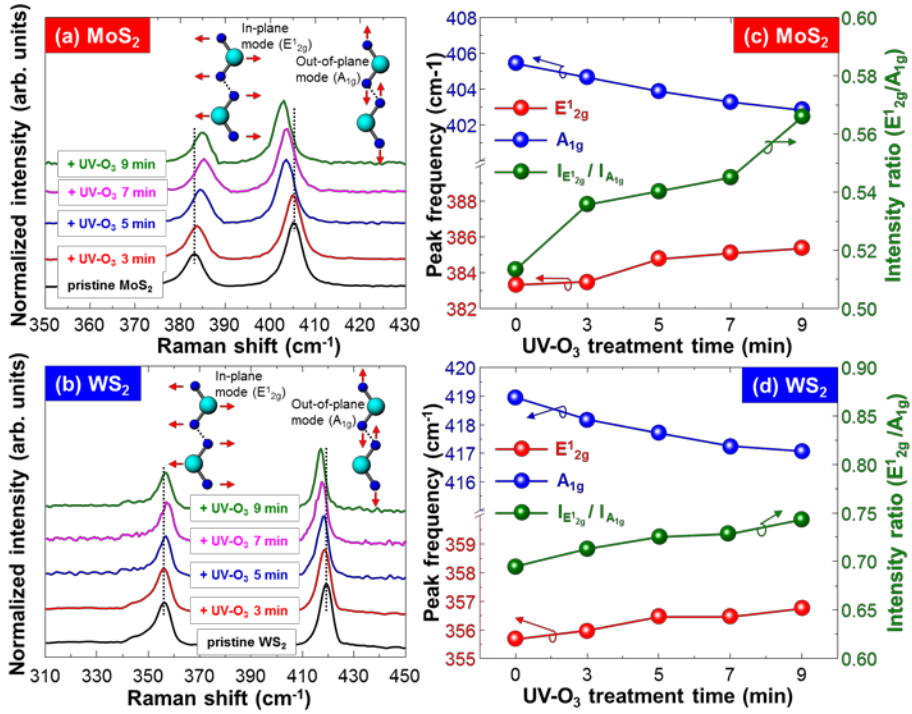 (a) MoS2
In-plane
mode (E¹2g)
Out-of-plane
mode (A1g)
+ UV-O3 9 min
+ UV-O3 7 min
+ UV-O3 5 min
+ UV-O3 3 min
pristine MoS2
Normalized intensity (arb. units)
350 360 370 380 390 400 410 420 430
Raman shift (cm⁻¹)
(c) MoS2
408
406
404
402
388
386
384
383
Peak frequency (cm-1)
E¹2g
A1g
IE¹2g / IA1g
0.60
0.58
0.56
0.54
0.52
0.50
Intensity ratio (E¹2g/A1g)
0 3 5 7 9
UV-O3 treatment time (min)
(b) WS2
In-plane
mode (E¹2g)
Out-of-plane
mode (A1g)
+ UV-O3 9 min
+ UV-O3 7 min
+ UV-O3 5 min
+ UV-O3 3 min
pristine WS2
Normalized intensity (arb. units)
310 330 350 370 390 410 430 450
Raman shift (cm⁻¹)
(d) WS2
420
419
417
416
359
358
357
356
355
Peak frequency (cm⁻¹)
E¹2g
A1g
IE¹2g / IA1g
0.90
0.85
0.80
0.75
0.70
0.65
0.60
Intensity ratio (E¹2g /A1g)
0 3 5 7 9
UV-O3 treatment time (min)